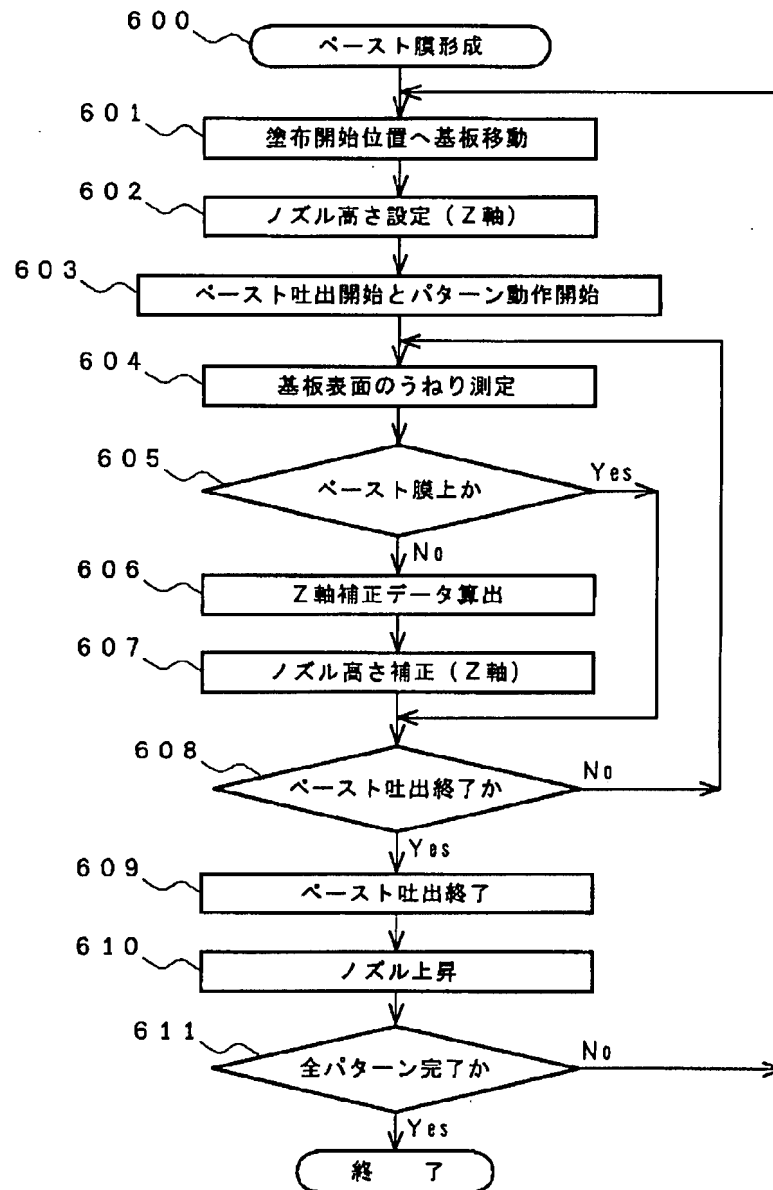 600
ペースト膜形成
601
塗布開始位置へ基板移動
602
ノズル高さ設定(Z軸)
603
ペースト吐出開始とパターン動作開始
604
基板表面のうねり測定
605
ペースト膜上か
Yes
No
606
Z軸補正データ算出
607
ノズル高さ補正(Z軸)
608
ペースト吐出終了か
No
Yes
609
ペースト吐出終了
610
ノズル上昇
611
全パターン完了か
No
Yes
終 了